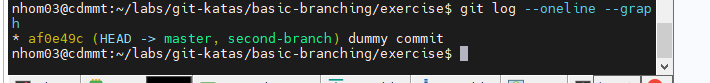 nhom03@cdmmt:~/labs/git-katas/basic-branching/exercise$ git log --oneline --grap
h
* af0e49c (HEAD -> master, second-branch) dummy commit
nhom03@cdmmt:~/labs/git-katas/basic-branching/exercise$